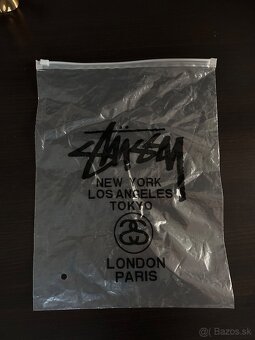 Stüssy
NEW YORK
LOS ANGELES
TOKYO
LONDON
PARIS
@( Bazos.sk